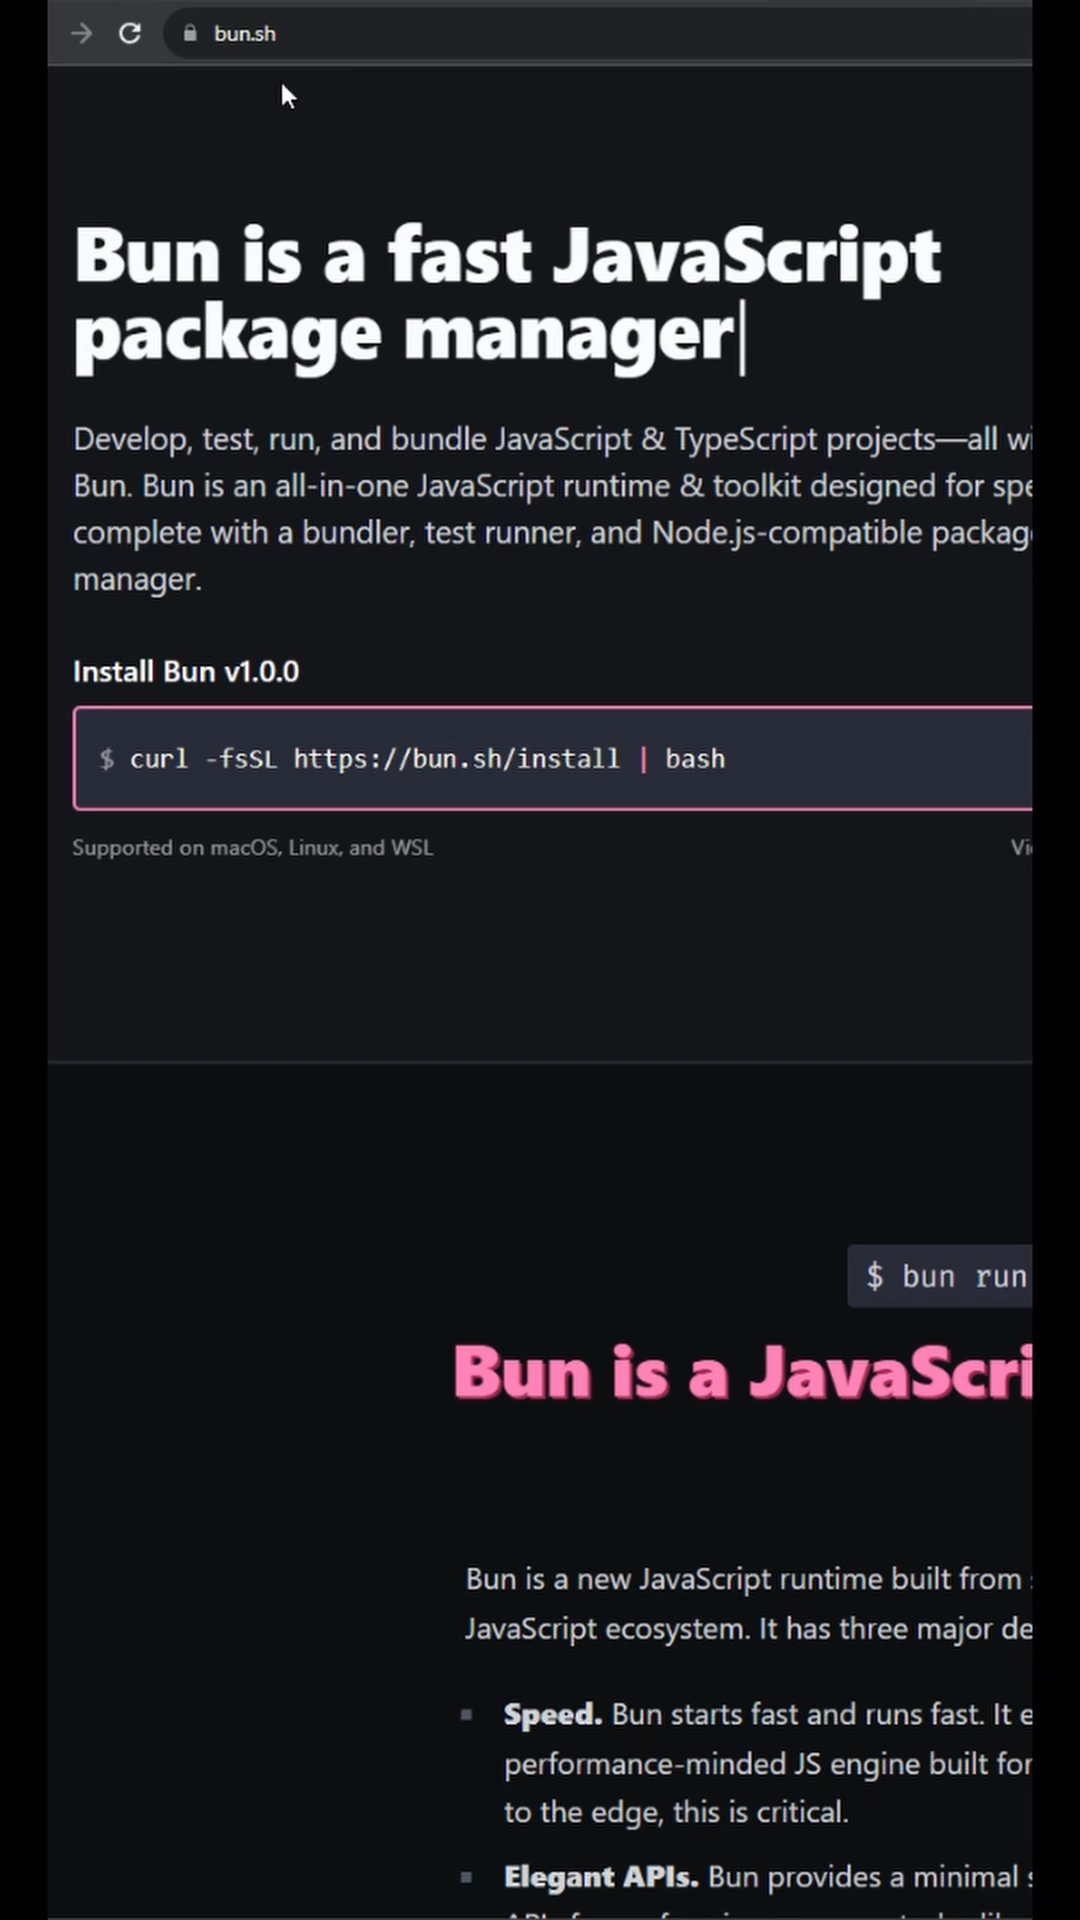 bun.sh
Bun is a fast JavaScript
package manager
Develop, test, run, and bundle JavaScript & TypeScript projects—all
Bun. Bun is an all-in-one JavaScript runtime & toolkit designed for
complete with a bundler, test runner, and Node.js-compatible
manager.
Install Bun v1.0.0
$ curl -fsSL https://bun.sh/install | bash
Supported on macOS, Linux, and WSL
$ bun run
Bun is a
Bun is a new JavaScript runtime built from
JavaScript ecosystem. It has three major
Speed. Bun starts fast and runs fast. It
performance-minded JS engine built for
to the edge, this is critical.
Elegant APIs. Bun provides a minimal